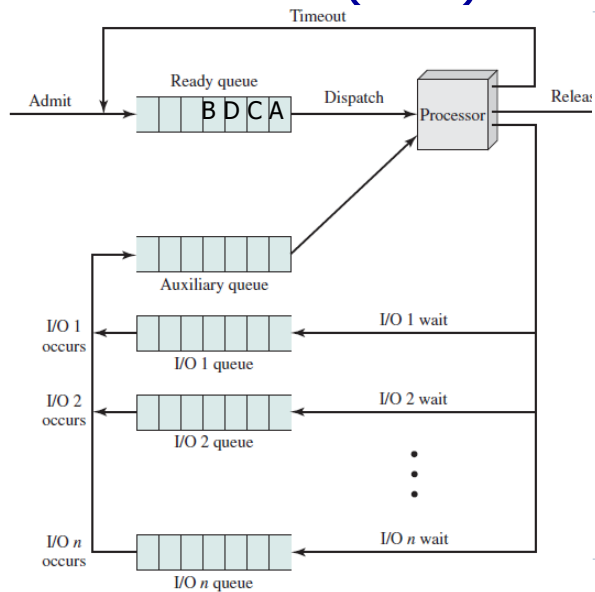 Timeout
Ready queue
Admit
B D C A
Dispatch
Processor
Auxiliary queue
I/O 1
occurs
I/O 1 wait
I/O 1 queue
I/O 2
occurs
I/O 2 wait
I/O 2 queue
I/O n
occurs
I/O n wait
I/O n queue